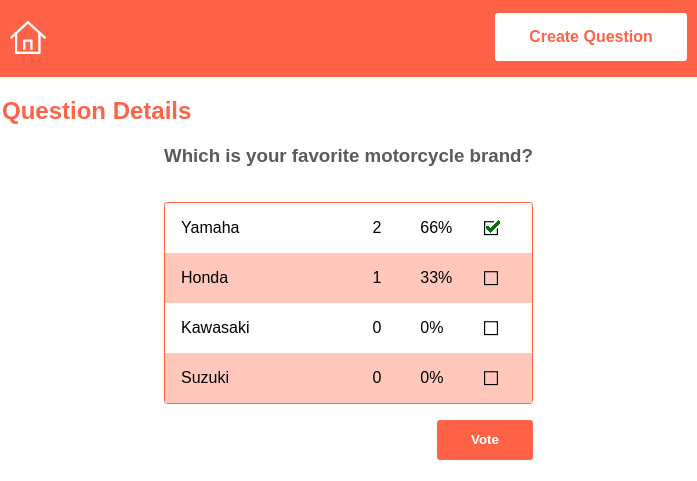 Create Question
Question Details
Which is your favorite motorcycle brand?
Yamaha 2 66%
Honda 1 33%
Kawasaki 0 0%
Suzuki 0 0%
Vote